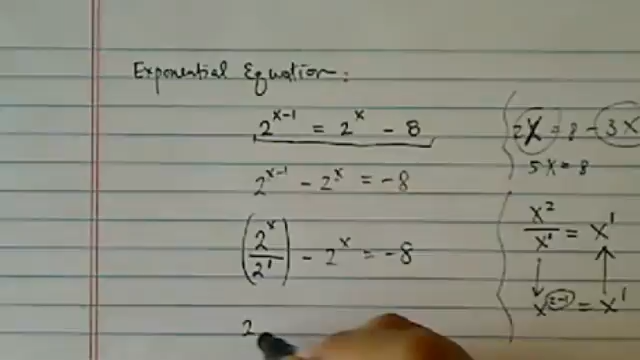 Exponential Equation:
2^{x-1} = 2^x - 8
2^{x-1} - 2^x = -8
(2^x/2^1) - 2^x = -8
2
2x = 8 - 3x
5x = 8
x^2/x^1 = x^1
x^{2-1} = x^1